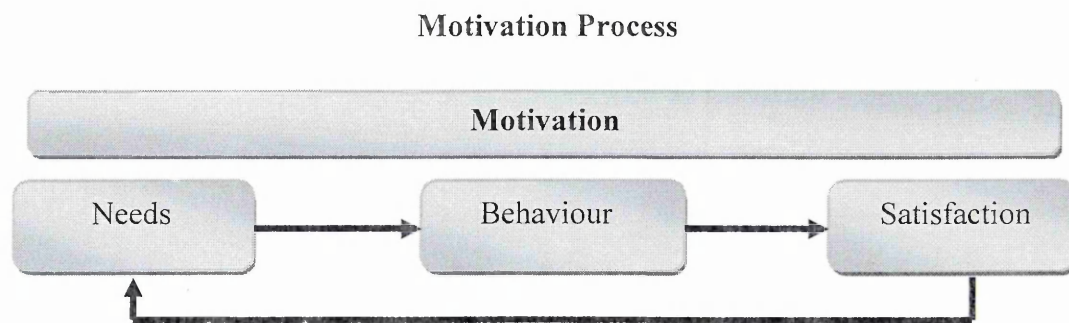 Motivation Process
Motivation
Needs
Behaviour
Satisfaction